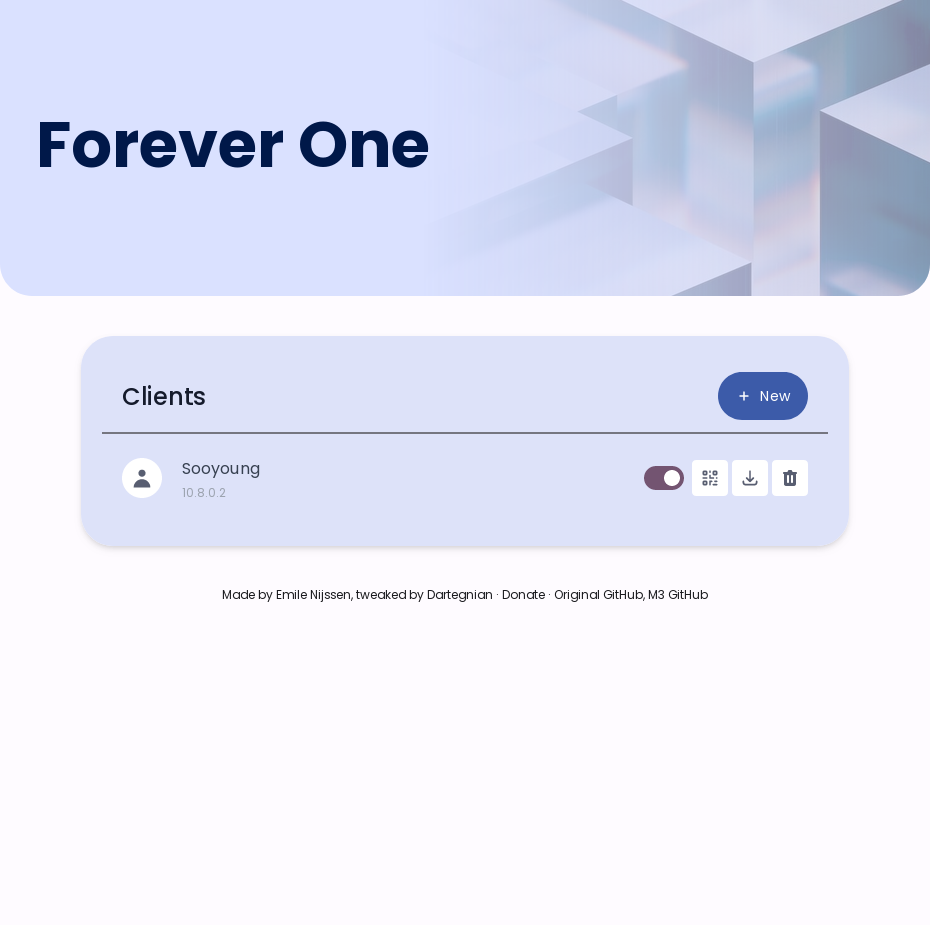 Forever One
Clients
+ New
Sooyoung
10.8.0.2
Made by Emile Nijssen, tweaked by Dartegnian · Donate · Original GitHub, M3 GitHub